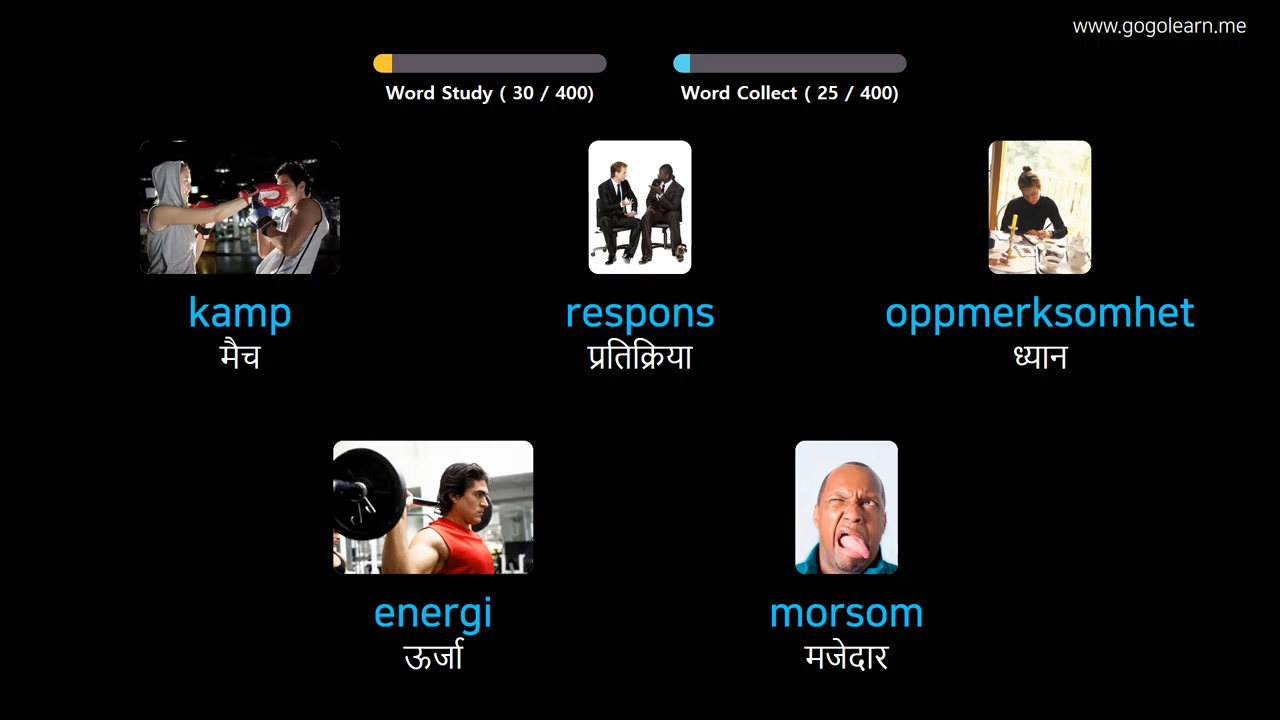 www.gogolearn.me
Word Study ( 30 / 400)
Word Collect ( 25 / 400)
kamp
मैच
respons
प्रतिक्रिया
oppmerksomhet
ध्यान
energi
ऊर्जा
morsom
मजेदार